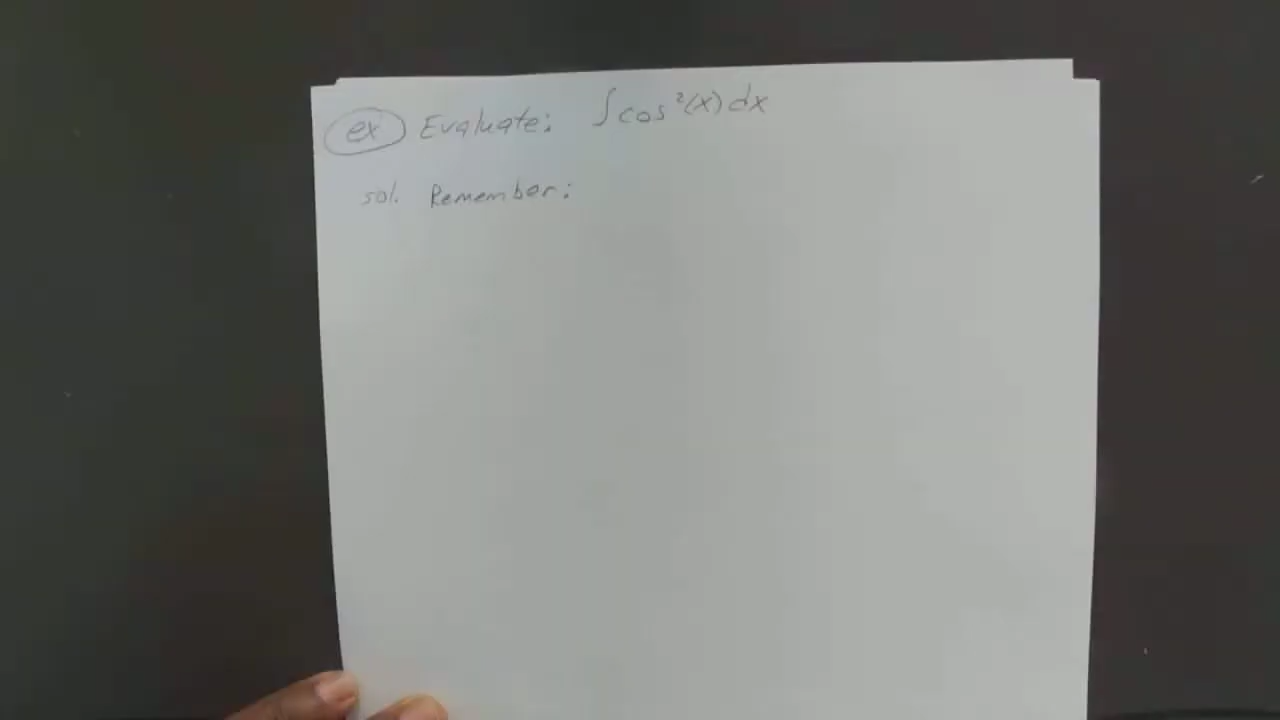 ex Evaluate: ∫cos²(x)dx
sol. Remember: